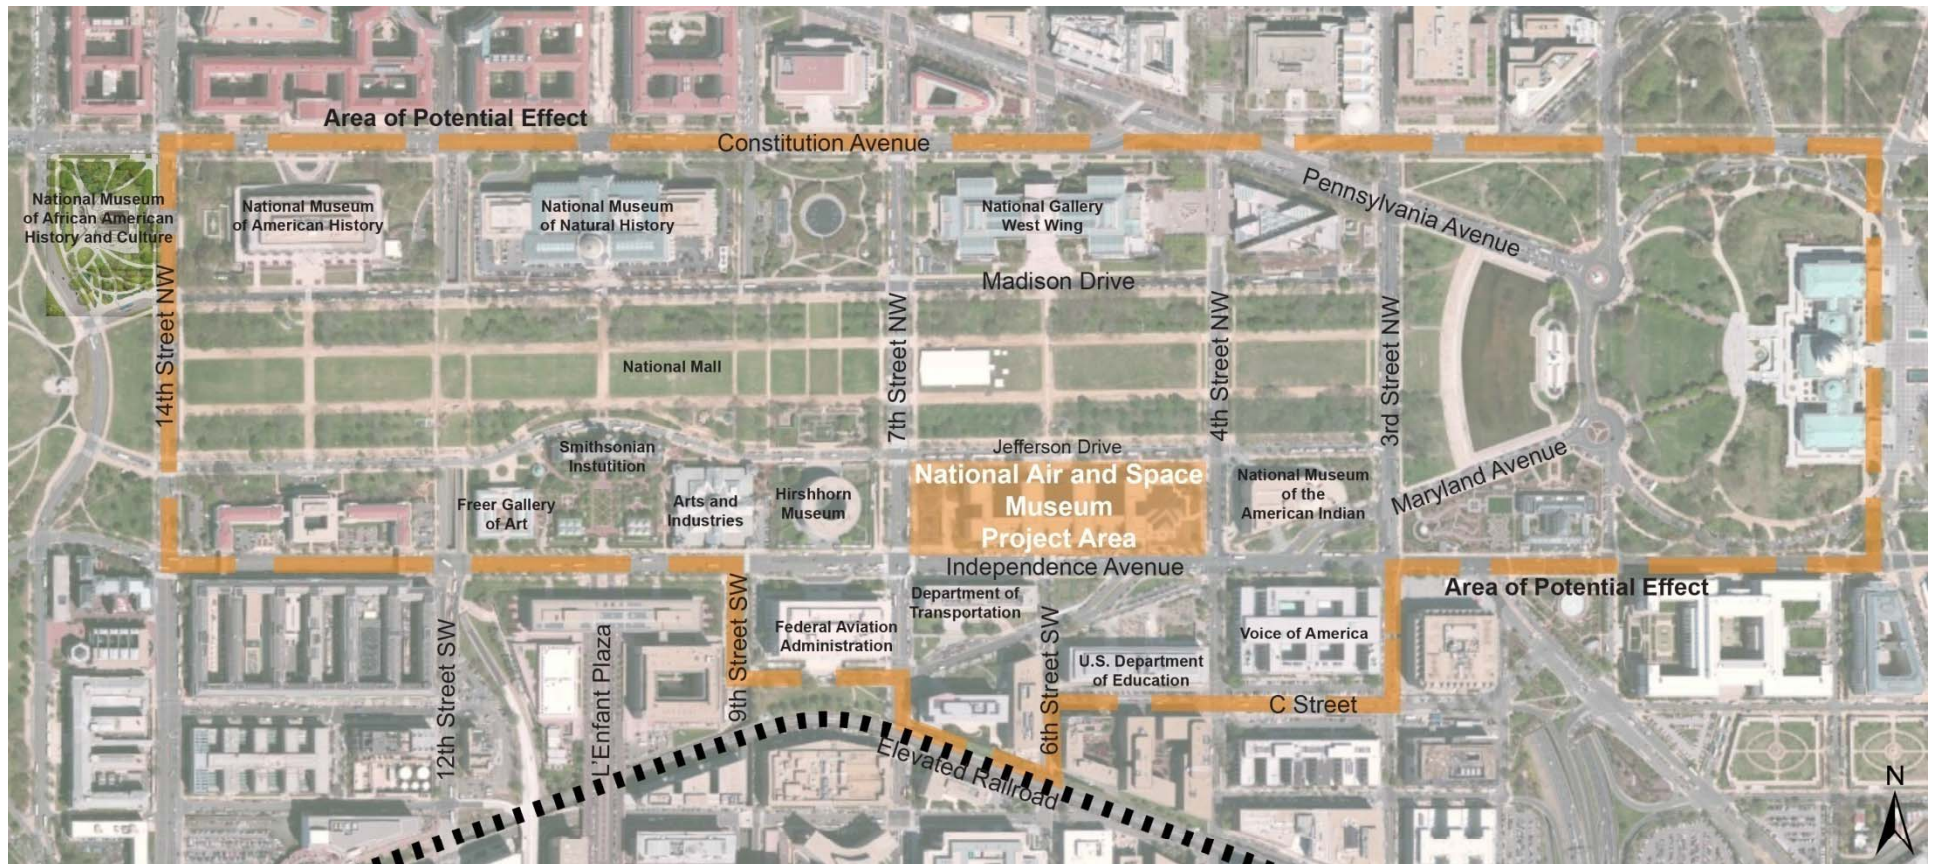 Area of Potential Effect
Constitution Avenue
Pennsylvania Avenue
National Museum
of African American
History and Culture
National Museum
of American History
National Museum
of Natural History
National Gallery
West Wing
Madison Drive
14th Street NW
7th Street NW
4th Street NW
3rd Street NW
National Mall
Jefferson Drive
Smithsonian
Instutition
Freer Gallery
of Art
Arts and
Industries
Hirshhorn
Museum
National Air and Space
Museum
Project Area
National Museum
of the
American Indian
Maryland Avenue
Independence Avenue
Area of Potential Effect
Department of
Transportation
Federal Aviation
Administration
Voice of America
U.S. Department
of Education
12th Street SW
L'Enfant Plaza
9th Street SW
6th Street SW
C Street
Elevated Railroad
N